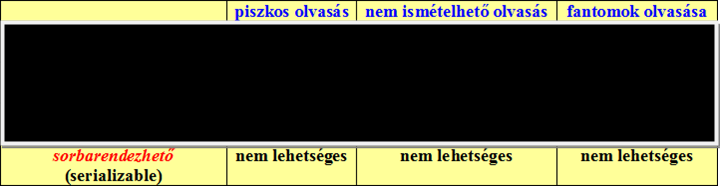 piszkos olvasás nem ismételhető olvasás fantomok olvasása
sorbarendezhető nem lehetséges nem lehetséges nem lehetséges
(serializable)